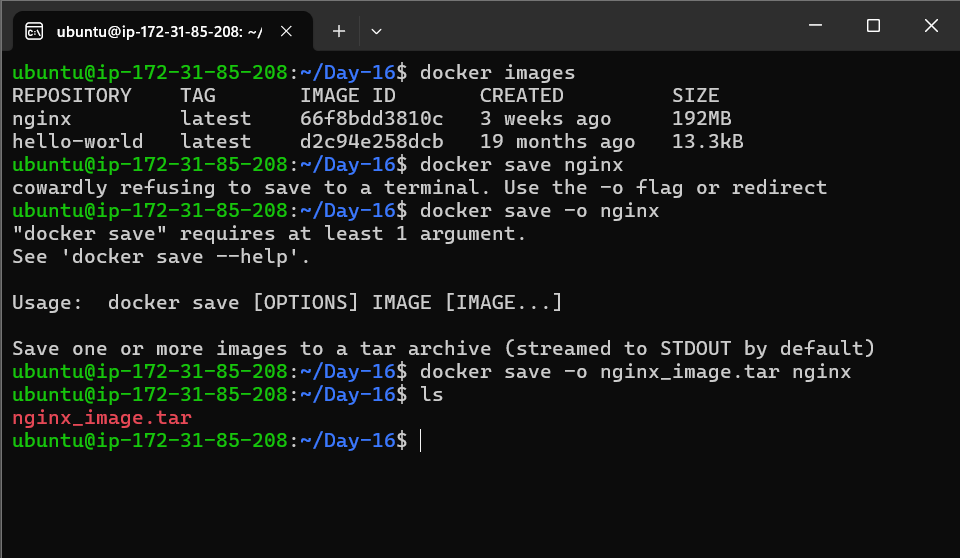 ubuntu@ip-172-31-85-208: ~/
ubuntu@ip-172-31-85-208:~/Day-16$ docker images
REPOSITORY    TAG       IMAGE ID       CREATED         SIZE
nginx         latest    66f8bdd3810c   3 weeks ago     192MB
hello-world   latest    d2c94e258dcb   19 months ago   13.3kB
ubuntu@ip-172-31-85-208:~/Day-16$ docker save nginx
cowardly refusing to save to a terminal. Use the -o flag or redirect
ubuntu@ip-172-31-85-208:~/Day-16$ docker save -o nginx
"docker save" requires at least 1 argument.
See 'docker save --help'.
Usage:  docker save [OPTIONS] IMAGE [IMAGE...]
Save one or more images to a tar archive (streamed to STDOUT by default)
ubuntu@ip-172-31-85-208:~/Day-16$ docker save -o nginx_image.tar nginx
ubuntu@ip-172-31-85-208:~/Day-16$ ls
nginx_image.tar
ubuntu@ip-172-31-85-208:~/Day-16$